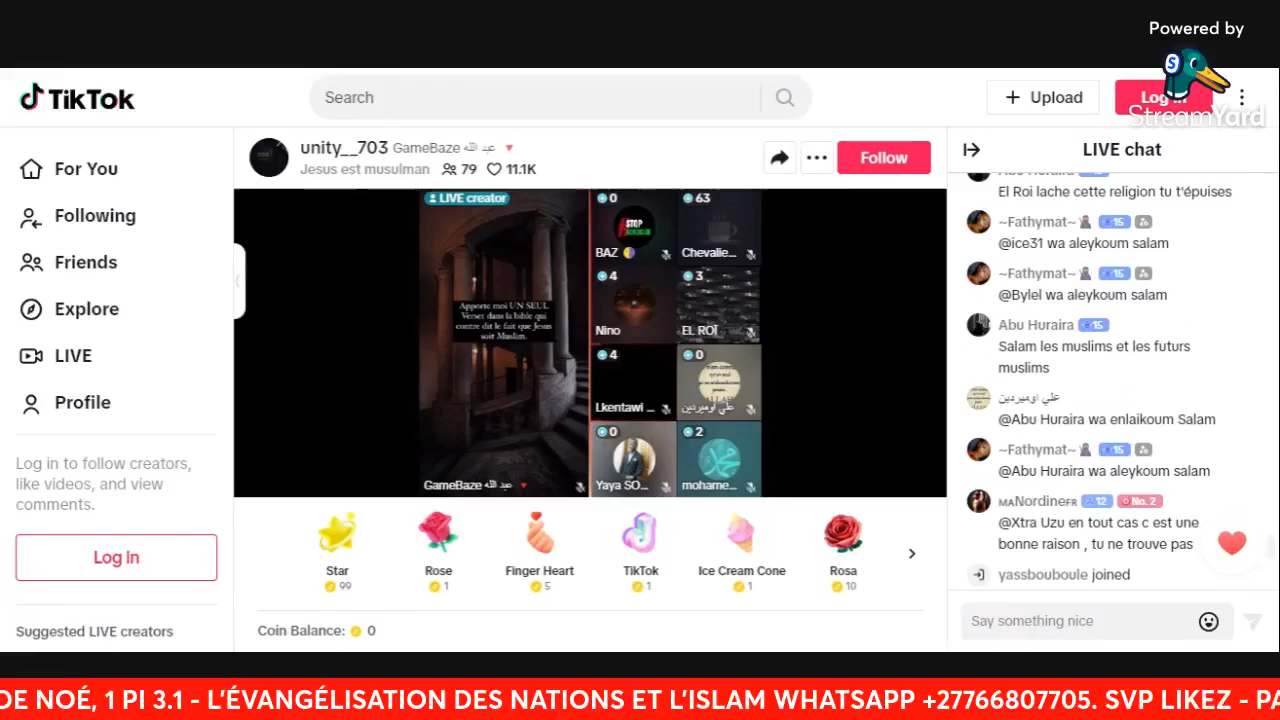 Powered by
StreamYard
TikTok
Search
Upload
For You
Following
Friends
Explore
LIVE
Profile
Log in to follow creators,
like videos, and view
comments.
Log in
Suggested LIVE creators
unity__703 GameBaze عبد الله
Jesus est musulman 79 11.1K
Follow
LIVE creator
Apporte moi UN SEUL
Verset dans la bible qui
contre dit le fait que Jesus
soit Muslim.
GameBaze عبد الله
0
STOP
BAZ
63
Chevalie...
4
Nino
3
EL ROÏ
4
Lkentawi ...
0
علي اوميردين
0
Yaya SO...
2
mohame...
Star
99
Rose
1
Finger Heart
5
TikTok
1
Ice Cream Cone
1
Rosa
10
Coin Balance: 0
LIVE chat
El Roi lache cette religion tu t'épuises
~Fathymat~ 15
@ice31 wa aleykoum salam
~Fathymat~ 15
@Bylel wa aleykoum salam
Abu Huraira 15
Salam les muslims et les futurs
muslims
علي اوميردين
@Abu Huraira wa enlaikoum Salam
~Fathymat~ 15
@Abu Huraira wa aleykoum salam
MANordineFR 12 No. 2
@Xtra Uzu en tout cas c est une
bonne raison , tu ne trouve pas
yassbouboule joined
Say something nice
DE NOÉ, 1 PI 3.1 - L'ÉVANGÉLISATION DES NATIONS ET L'ISLAM WHATSAPP +27766807705. SVP LIKEZ - PA